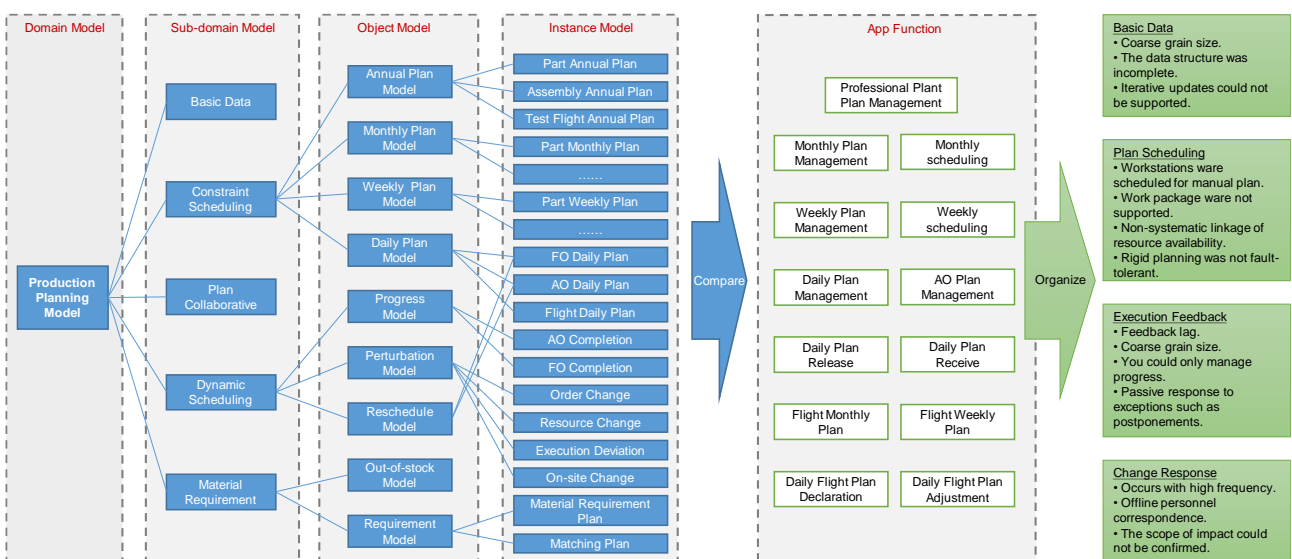 Domain Model
Production
Planning
Model
Sub-domain Model
Basic Data
Constraint
Scheduling
Plan
Collaborative
Dynamic
Scheduling
Material
Requirement
Object Model
Annual Plan
Model
Monthly Plan
Model
Weekly Plan
Model
Daily Plan
Model
Progress
Model
Perturbation
Model
Reschedule
Model
Out-of-stock
Model
Requirement
Model
Instance Model
Part Annual Plan
Assembly Annual Plan
Test Flight Annual Plan
Part Monthly Plan
……
Part Weekly Plan
……
FO Daily Plan
AO Daily Plan
Flight Daily Plan
AO Completion
FO Completion
Order Change
Resource Change
Execution Deviation
On-site Change
Material Requirement
Plan
Matching Plan
Compare
App Function
Professional Plant
Plan Management
Monthly Plan
Management
Monthly
scheduling
Weekly Plan
Management
Weekly
scheduling
Daily Plan
Management
AO Plan
Management
Daily Plan
Release
Daily Plan
Receive
Flight Monthly
Plan
Flight Weekly
Plan
Daily Flight Plan
Declaration
Daily Flight Plan
Adjustment
Organize
Basic Data
• Coarse grain size.
• The data structure was
incomplete.
• Iterative updates could not
be supported.
Plan Scheduling
• Workstations ware
scheduled for manual plan.
• Work package ware not
supported.
• Non-systematic linkage of
resource availability.
• Rigid planning was not fault-
tolerant.
Execution Feedback
• Feedback lag.
• Coarse grain size.
• You could only manage
progress.
• Passive response to
exceptions such as
postponements.
Change Response
• Occurs with high frequency.
• Offline personnel
correspondence.
• The scope of impact could
not be confirmed.